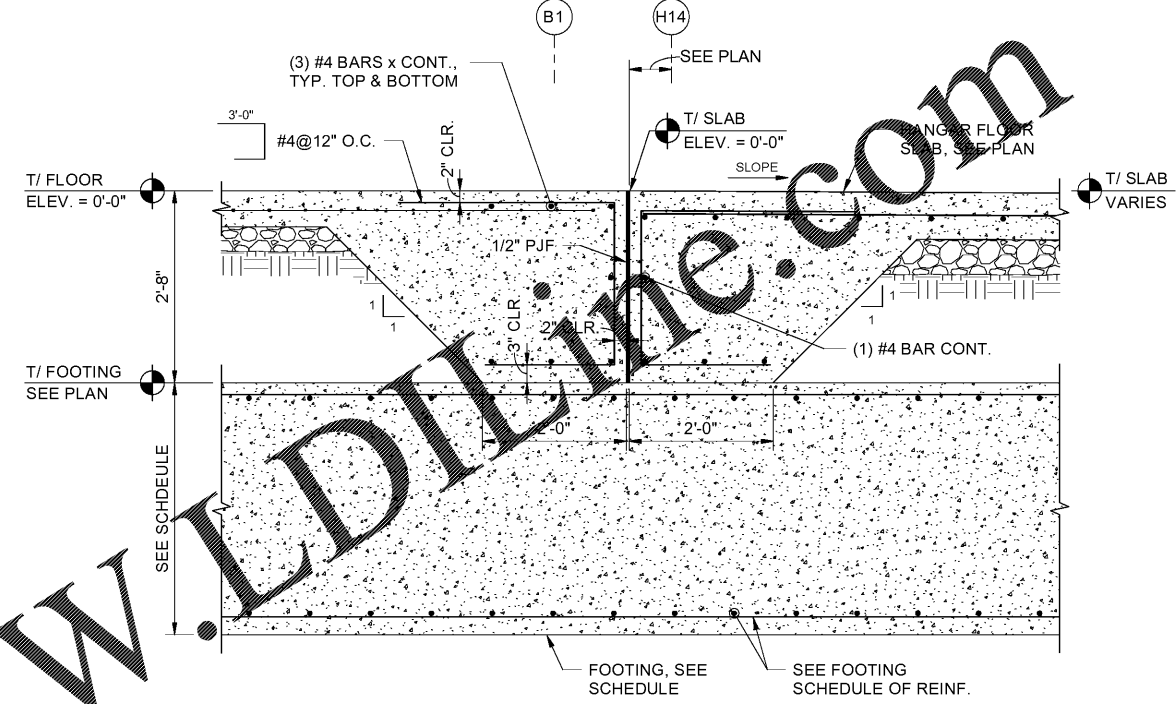 B1
H14
SEE PLAN
(3) #4 BARS x CONT.,
TYP. TOP & BOTTOM
3'-0"
#4@12" O.C.
2" CLR.
T/ SLAB
ELEV. = 0'-0"
HANGAR FLOOR
SLAB, SEE PLAN
SLOPE
T/ FLOOR
ELEV. = 0'-0"
T/ SLAB
VARIES
1/2" PJF
2'-8"
1
1
3" CLR
2" CLR
1
1
(1) #4 BAR CONT.
T/ FOOTING
SEE PLAN
2'-0"
2'-0"
SEE SCHDEULE
FOOTING, SEE
SCHEDULE
SEE FOOTING
SCHEDULE OF REINF.
W.LDILine.com